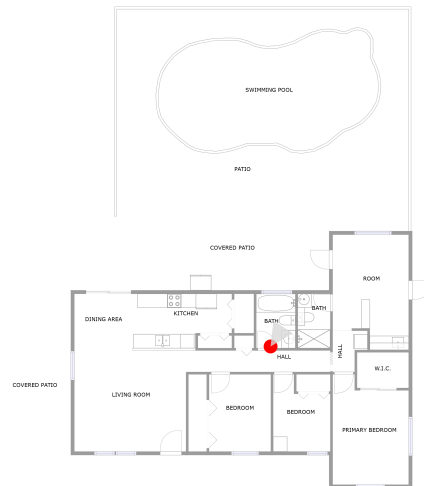 SWIMMING POOL
PATIO
COVERED PATIO
ROOM
BATH
KITCHEN
DINING AREA
BATH
HALL
HALL
W.I.C.
COVERED PATIO
LIVING ROOM
BEDROOM
BEDROOM
PRIMARY BEDROOM